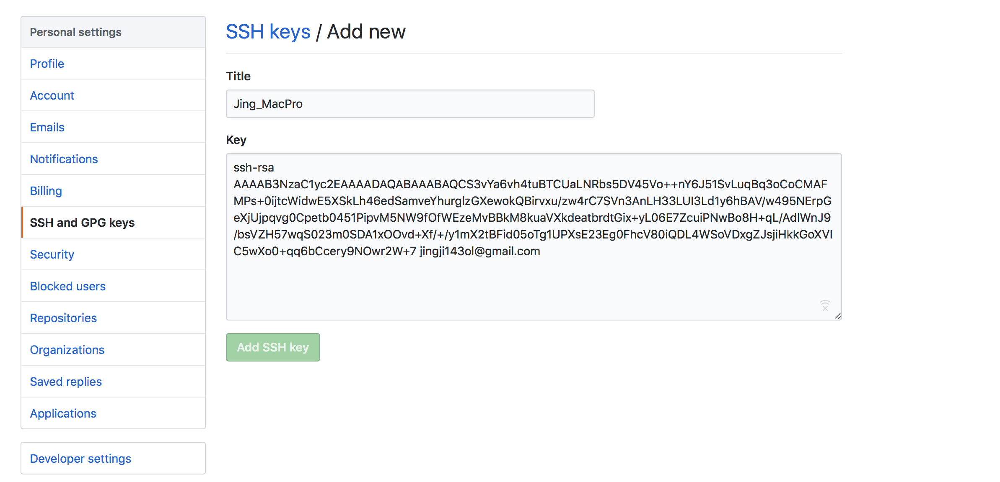 Personal settings
Profile
Account
Emails
Notifications
Billing
SSH and GPG keys
Security
Blocked users
Repositories
Organizations
Saved replies
Applications
Developer settings
SSH keys / Add new
Title
Jing_MacPro
Key
ssh-rsa
AAAAB3NzaC1yc2EAAAADAQABAAABAQCS3vYa6vh4tuBTCUaLNRbs5DV45Vo++nY6J51SvLuqBq3oCoCMAF
MPs+0ijtcWidwE5XSkLh46edSamveYhurglzGXewokQBirvxu/zw4rC7SVn3AnLH33LUI3Ld1y6hBAV/w495NErpG
eXjUjpqvg0Cpetb0451PipvM5NW9fOfWEzeMvBBkM8kuaVXkdeatbrdtGix+yL06E7ZcuiPNwBo8H+qL/AdlWnJ9
/bsVZH57wqS023m0SDA1xOOvd+Xf/+/y1mX2tBFid05oTg1UPXsE23Eg0FhcV80iQDL4WSoVDxgZJsjiHkkGoXVI
C5wXo0+qq6bCcery9NOwr2W+7 jingji143ol@gmail.com
Add SSH key